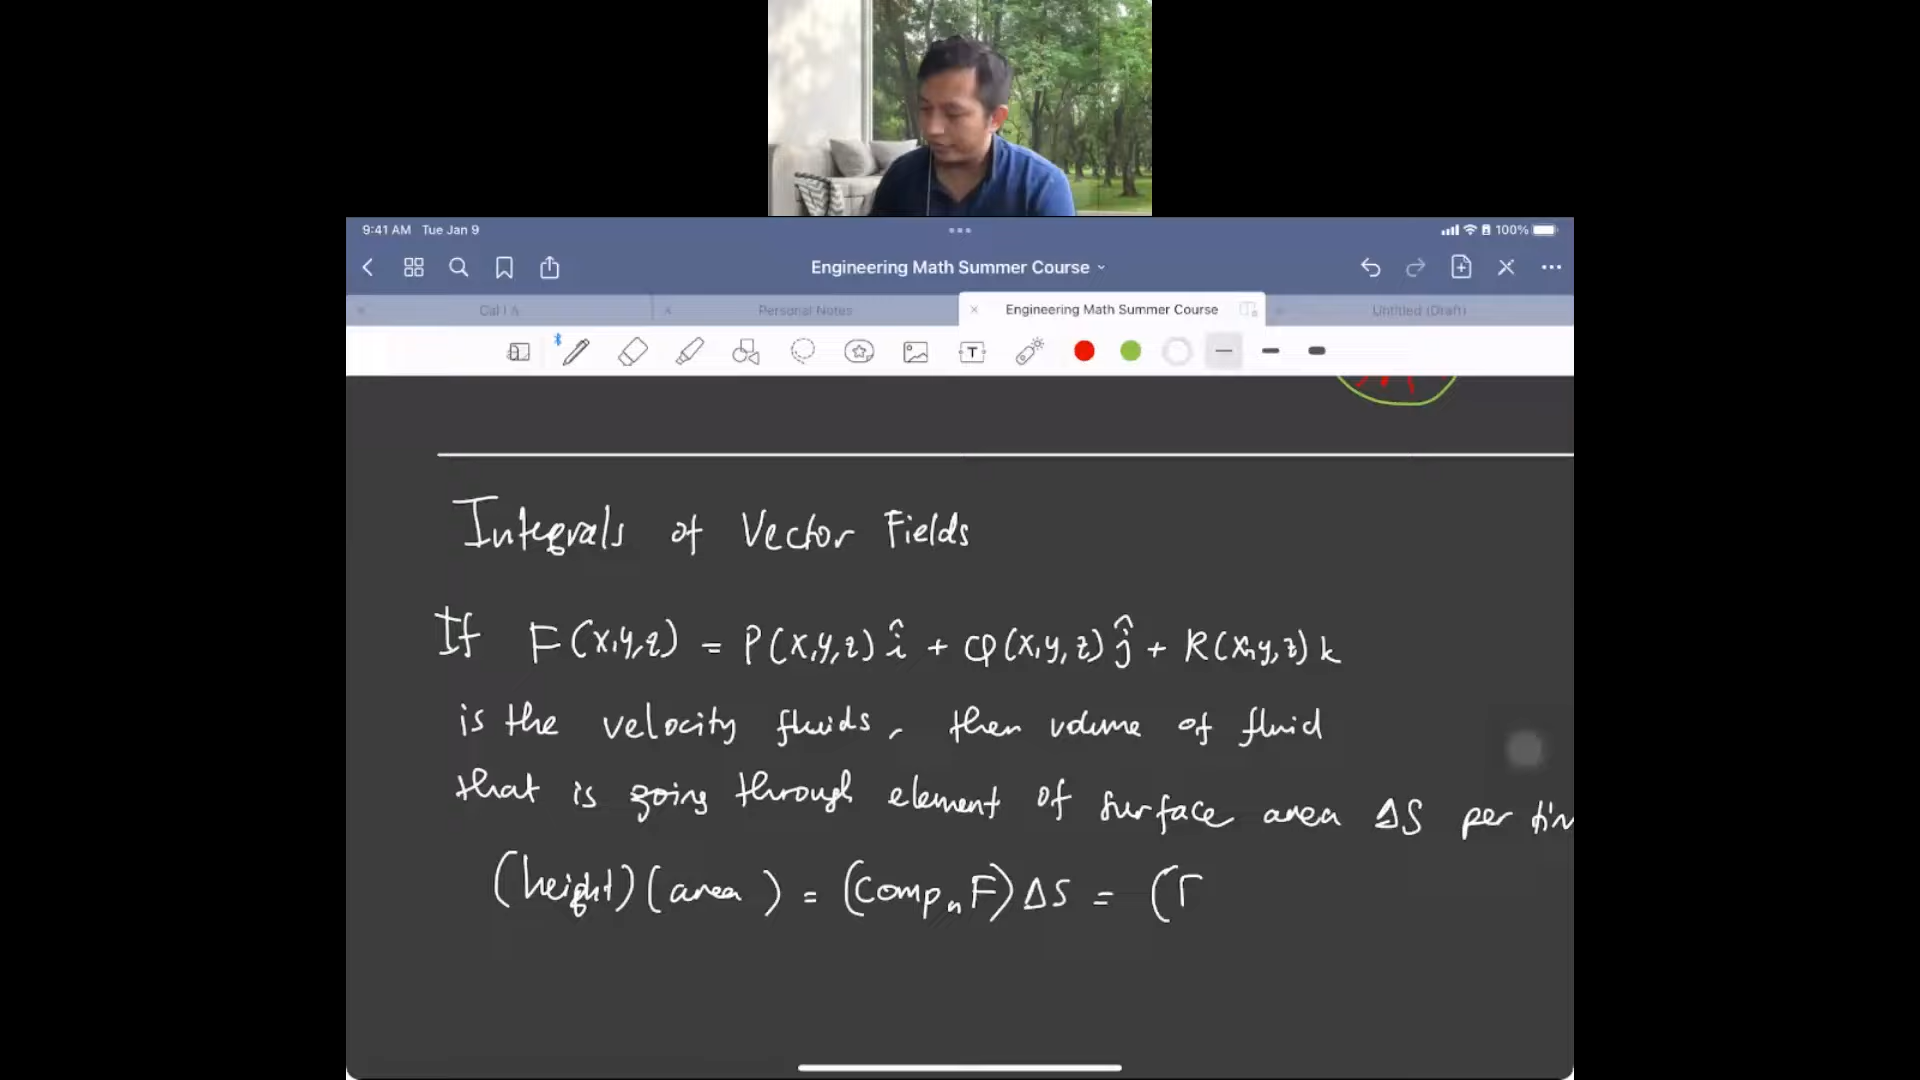 9:41 AM Tue Jan 9
100%
Engineering Math Summer Course
Cal I A
Personal Notes
Engineering Math Summer Course
Untitled (Draft)
T
Integrals of Vector Fields
If F(x,y,z) = P(x,y,z) î + Q(x,y,z) ĵ + R(x,y,z) k
is the velocity fluids, then volume of fluid
that is going through element of surface area ΔS per tim
(height)(area) = (Compₙ F) ΔS = (